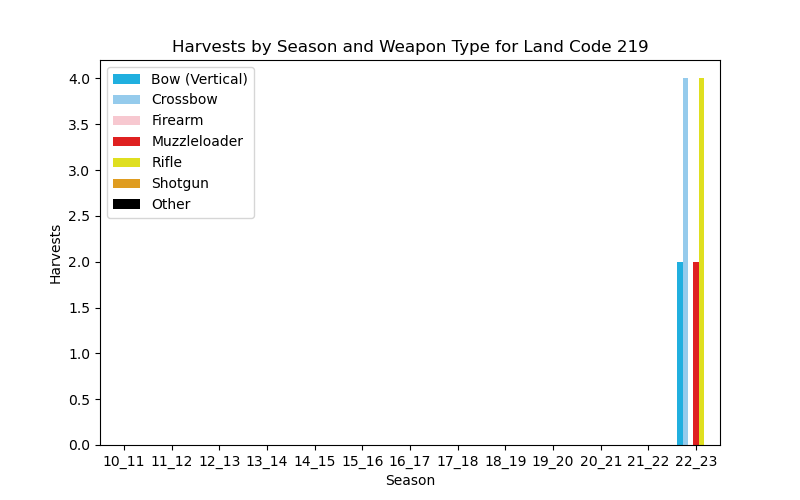 Harvests by Season and Weapon Type for Land Code 219
Bow (Vertical)
Crossbow
Firearm
Muzzleloader
Rifle
Shotgun
Other
4.0
3.5
3.0
2.5
2.0
1.5
1.0
0.5
0.0
Harvests
10_11 11_12 12_13 13_14 14_15 15_16 16_17 17_18 18_19 19_20 20_21 21_22 22_23
Season